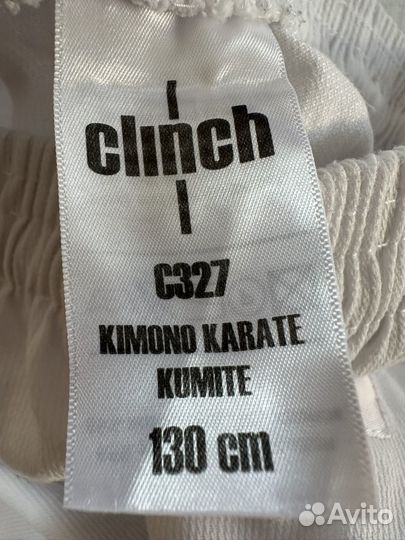 clinch
C327
KIMONO KARATE
KUMITE
130 cm
Avito